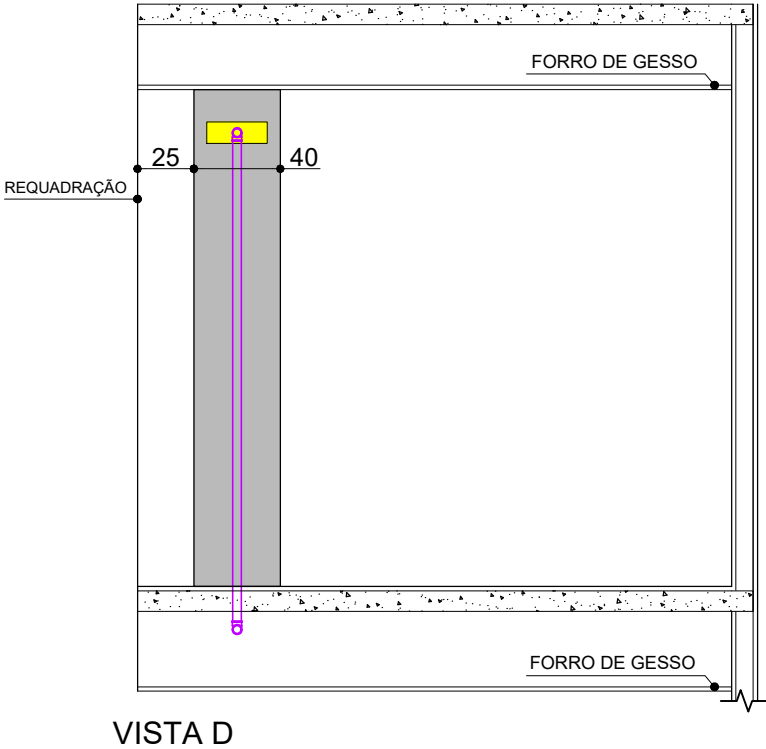 FORRO DE GESSO
25
40
REQUADRAÇÃO
FORRO DE GESSO
VISTA D